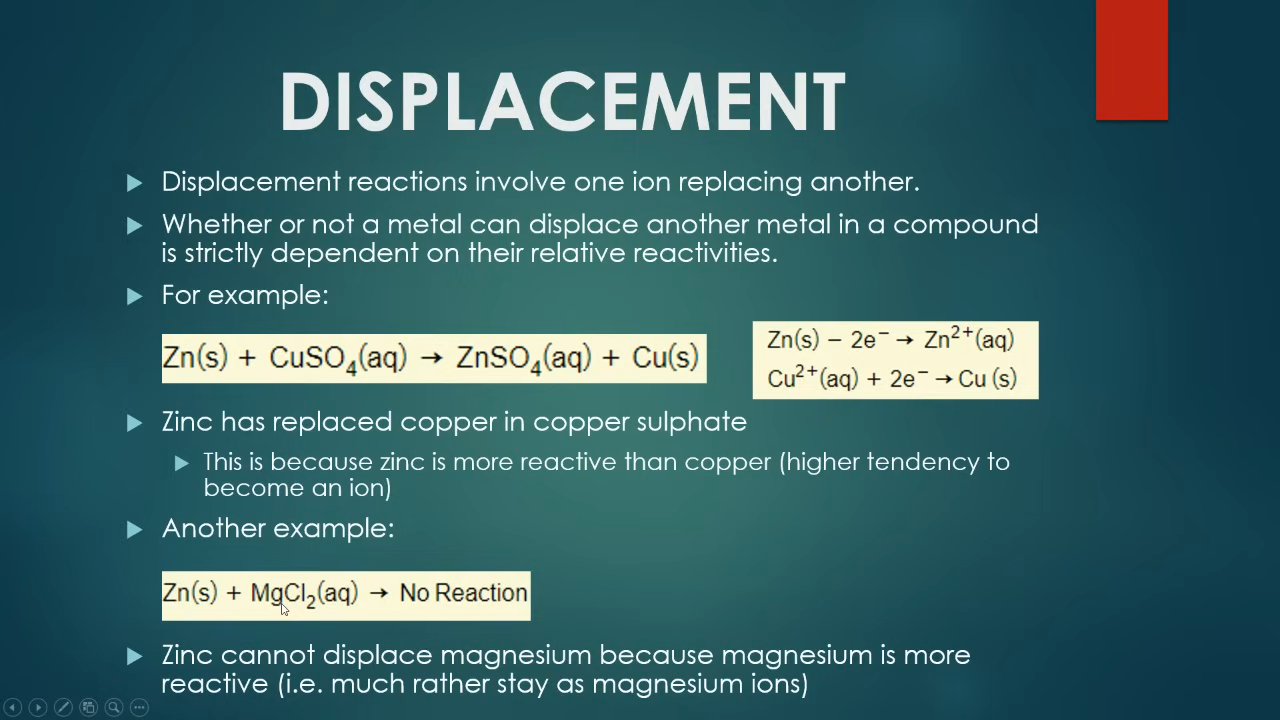 DISPLACEMENT
Displacement reactions involve one ion replacing another.
Whether or not a metal can displace another metal in a compound
is strictly dependent on their relative reactivities.
For example:
Zn(s) + CuSO₄(aq) → ZnSO₄(aq) + Cu(s)
Zn(s) − 2e⁻ → Zn²⁺(aq)
Cu²⁺(aq) + 2e⁻ → Cu (s)
Zinc has replaced copper in copper sulphate
This is because zinc is more reactive than copper (higher tendency to
become an ion)
Another example:
Zn(s) + MgCl₂(aq) → No Reaction
Zinc cannot displace magnesium because magnesium is more
reactive (i.e. much rather stay as magnesium ions)